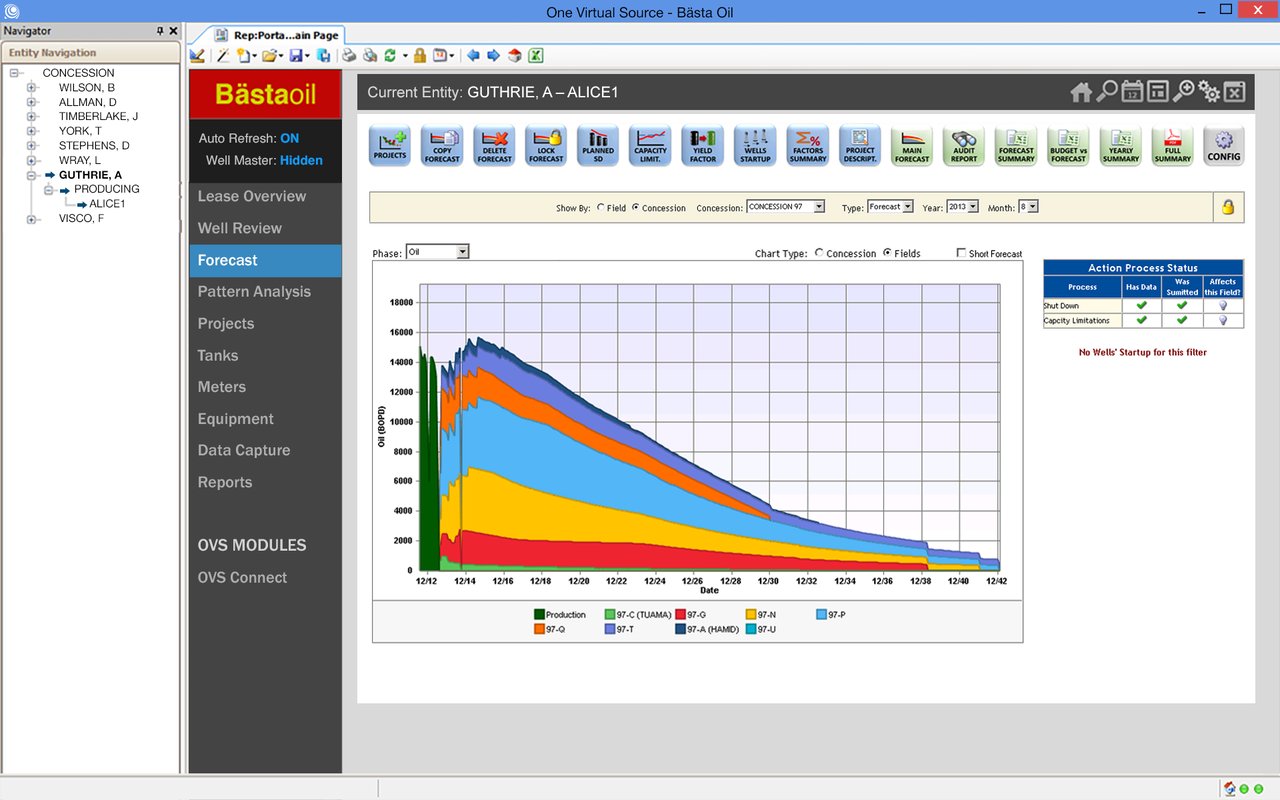 One Virtual Source - Bästa Oil
Navigator
Entity Navigation
CONCESSION
WILSON, B
ALLMAN, D
TIMBERLAKE, J
YORK, T
STEPHENS, D
WRAY, L
GUTHRIE, A
PRODUCING
ALICE1
VISCO, F
Rep:Porta...ain Page
Bästaoil
Auto Refresh: ON
Well Master: Hidden
Lease Overview
Well Review
Forecast
Pattern Analysis
Projects
Tanks
Meters
Equipment
Data Capture
Reports
OVS MODULES
OVS Connect
Current Entity: GUTHRIE, A – ALICE1
12
PROJECTS
COPY
FORECAST
DELETE
FORECAST
LOCK
FORECAST
PLANNED
SD
CAPACITY
LIMIT.
YIELD
FACTOR
WELLS
STARTUP
Σ%
FACTORS
SUMMARY
PROJECT
DESCRIPT.
MAIN
FORECAST
AUDIT
REPORT
FORECAST
SUMMARY
BUDGET vs
FORECAST
YEARLY
SUMMARY
FULL
SUMMARY
CONFIG
Show By: Field Concession Concession: CONCESSION 97 Type: Forecast Year: 2013 Month: 8
Phase: Oil
Chart Type: Concession Fields Short Forecast
18000
16000
14000
12000
10000
8000
6000
4000
2000
0
Oil (BOPD)
12/12 12/14 12/16 12/18 12/20 12/22 12/24 12/26 12/28 12/30 12/32 12/34 12/36 12/38 12/40 12/42
Date
Production 97-C (TUAMA) 97-G 97-N 97-P
97-Q 97-T 97-A (HAMID) 97-U
Action Process Status
Process Has Data Was Sumitted Affects this Field?
Shut Down
Capcity Limitations
No Wells' Startup for this filter